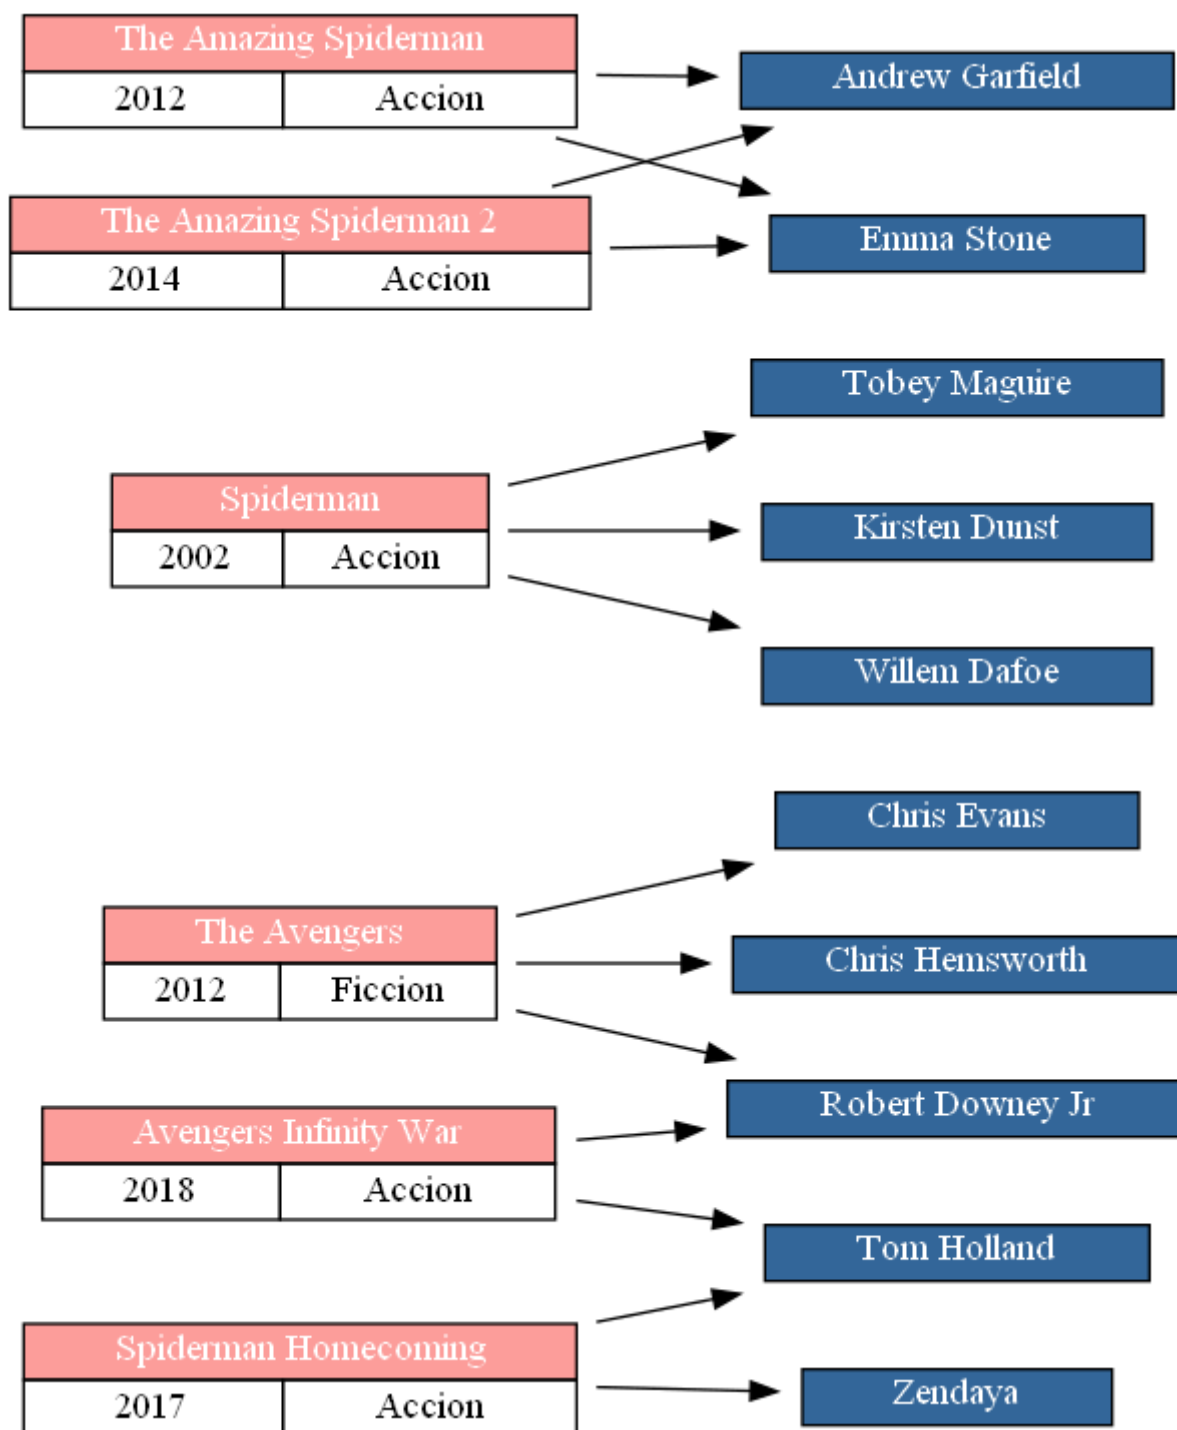 The Amazing Spiderman
2012 Accion
Andrew Garfield
The Amazing Spiderman 2
2014 Accion
Emma Stone
Tobey Maguire
Spiderman
2002 Accion
Kirsten Dunst
Willem Dafoe
Chris Evans
The Avengers
2012 Ficcion
Chris Hemsworth
Robert Downey Jr
Avengers Infinity War
2018 Accion
Tom Holland
Spiderman Homecoming
2017 Accion
Zendaya